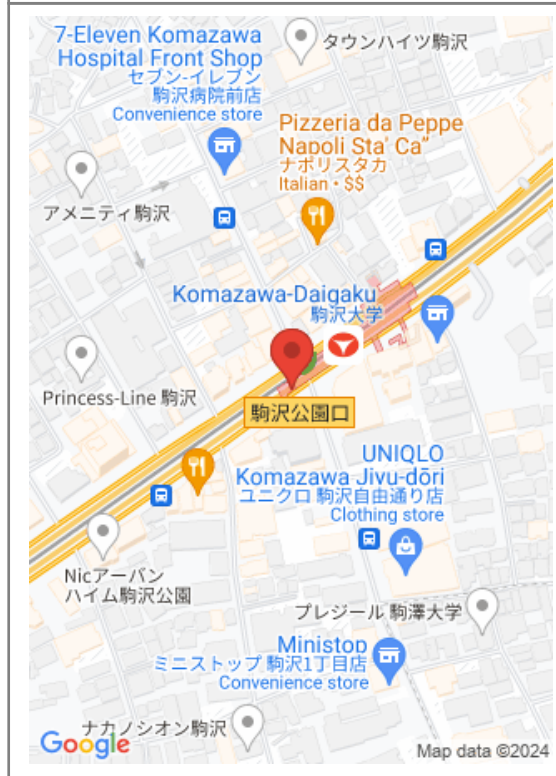 7-Eleven Komazawa
Hospital Front Shop
セブン-イレブン
駒沢病院前店
Convenience store
タウンハイツ駒沢
Pizzeria da Peppe
Napoli Sta' Ca”
ナポリスタカ
Italian • $$
アメニティ駒沢
Komazawa-Daigaku
駒沢大学
Princess-Line 駒沢
駒沢公園口
UNIQLO
Komazawa Jiyu-dōri
ユニクロ 駒沢自由通り店
Clothing store
Nicアーバン
ハイム駒沢公園
プレジール 駒澤大学
Ministop
ミニストップ 駒沢1丁目店
Convenience store
ナカノシオン駒沢
Google
Map data ©2024